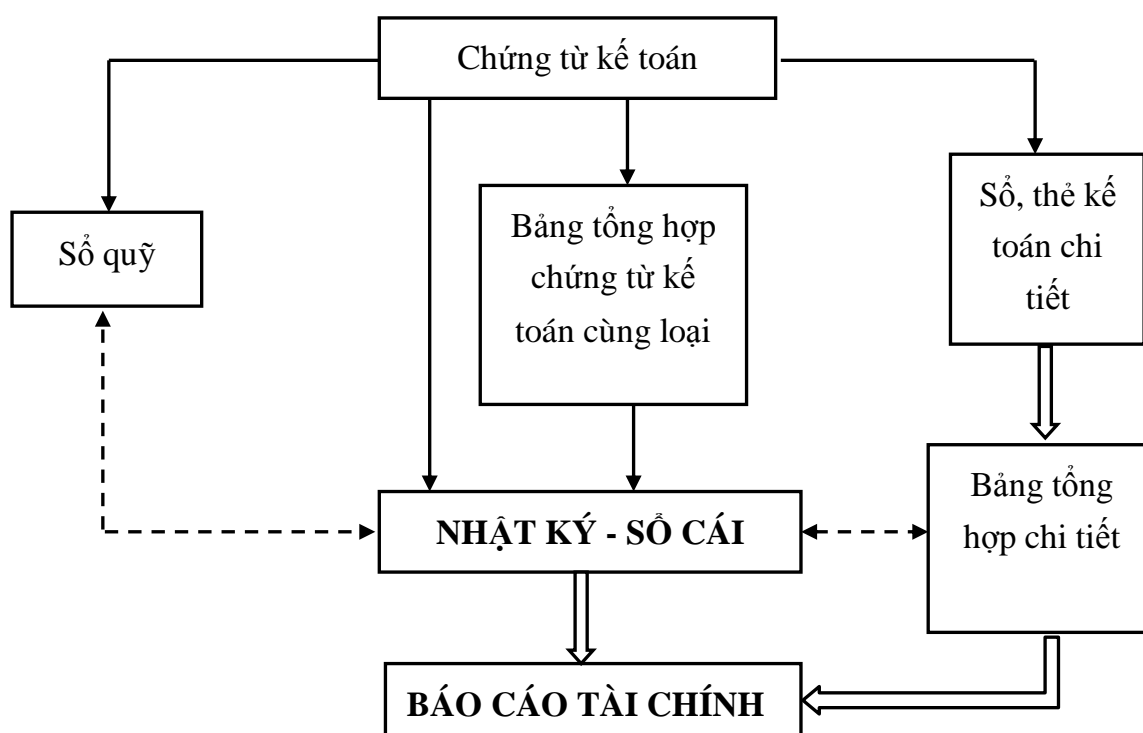 Chứng từ kế toán
Sổ quỹ
Bảng tổng hợp
chứng từ kế
toán cùng loại
Sổ, thẻ kế
toán chi
tiết
NHẬT KÝ - SỔ CÁI
Bảng tổng
hợp chi tiết
BÁO CÁO TÀI CHÍNH